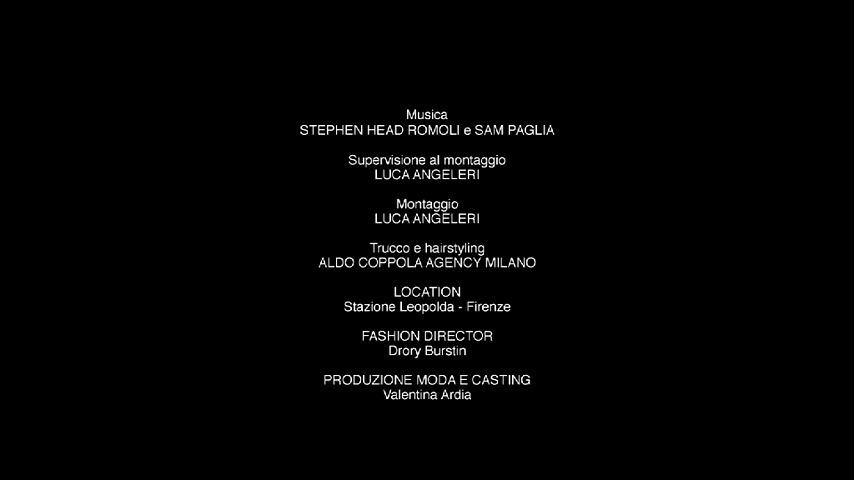 Musica
STEPHEN HEAD ROMOLI e SAM PAGLIA
Supervisione al montaggio
LUCA ANGELERI
Montaggio
LUCA ANGELERI
Trucco e hairstyling
ALDO COPPOLA AGENCY MILANO
LOCATION
Stazione Leopolda - Firenze
FASHION DIRECTOR
Drory Burstin
PRODUZIONE MODA E CASTING
Valentina Ardia